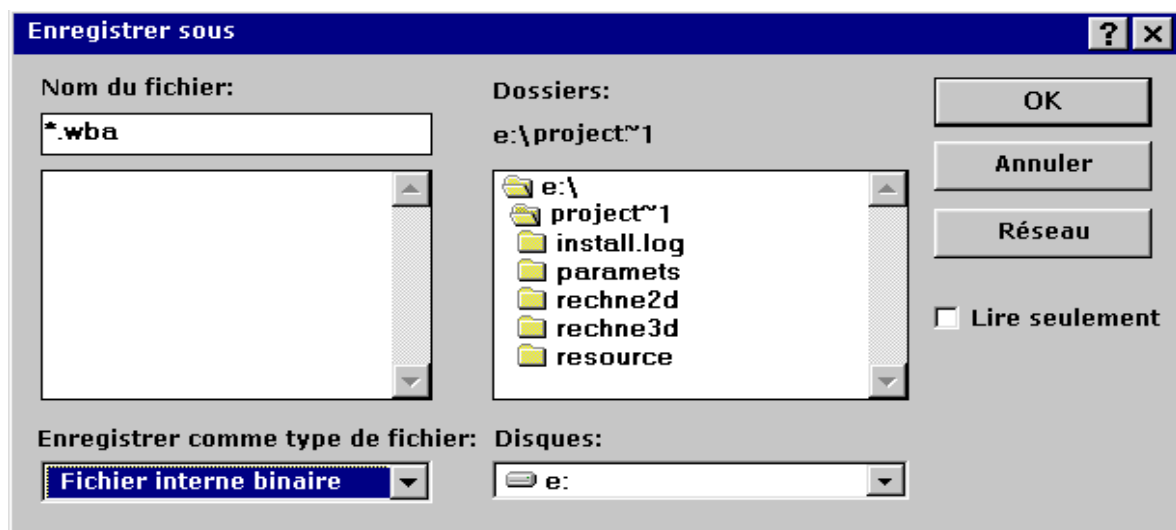 Enregistrer sous
Nom du fichier:
*.wba
Enregistrer comme type de fichier:
Fichier interne binaire
Dossiers:
e:\project~1
e:\
project~1
install.log
paramets
rechne2d
rechne3d
resource
Disques:
e:
OK
Annuler
Réseau
Lire seulement